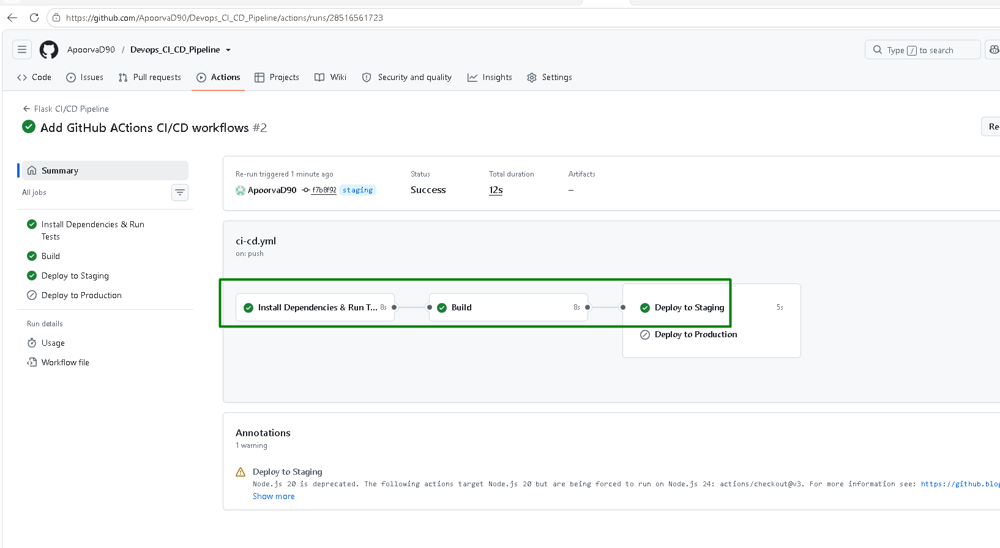 https://github.com/ApoorvaD90/Devops_CI_CD_Pipeline/actions/runs/28516561723
ApoorvaD90 / Devops_CI_CD_Pipeline
Type / to search
Code Issues Pull requests Actions Projects Wiki Security and quality Insights Settings
Flask CI/CD Pipeline
Add GitHub ACtions CI/CD workflows #2
Re-
Summary
All jobs
Install Dependencies & Run
Tests
Build
Deploy to Staging
Deploy to Production
Run details
Usage
Workflow file
Re-run triggered 1 minute ago
ApoorvaD90 f7b8f92 staging
Status
Success
Total duration
12s
Artifacts
–
ci-cd.yml
on: push
Install Dependencies & Run T... 8s
Build 8s
Deploy to Staging 5s
Deploy to Production
Annotations
1 warning
Deploy to Staging
Node.js 20 is deprecated. The following actions target Node.js 20 but are being forced to run on Node.js 24: actions/checkout@v3. For more information see: https://github.blog
Show more